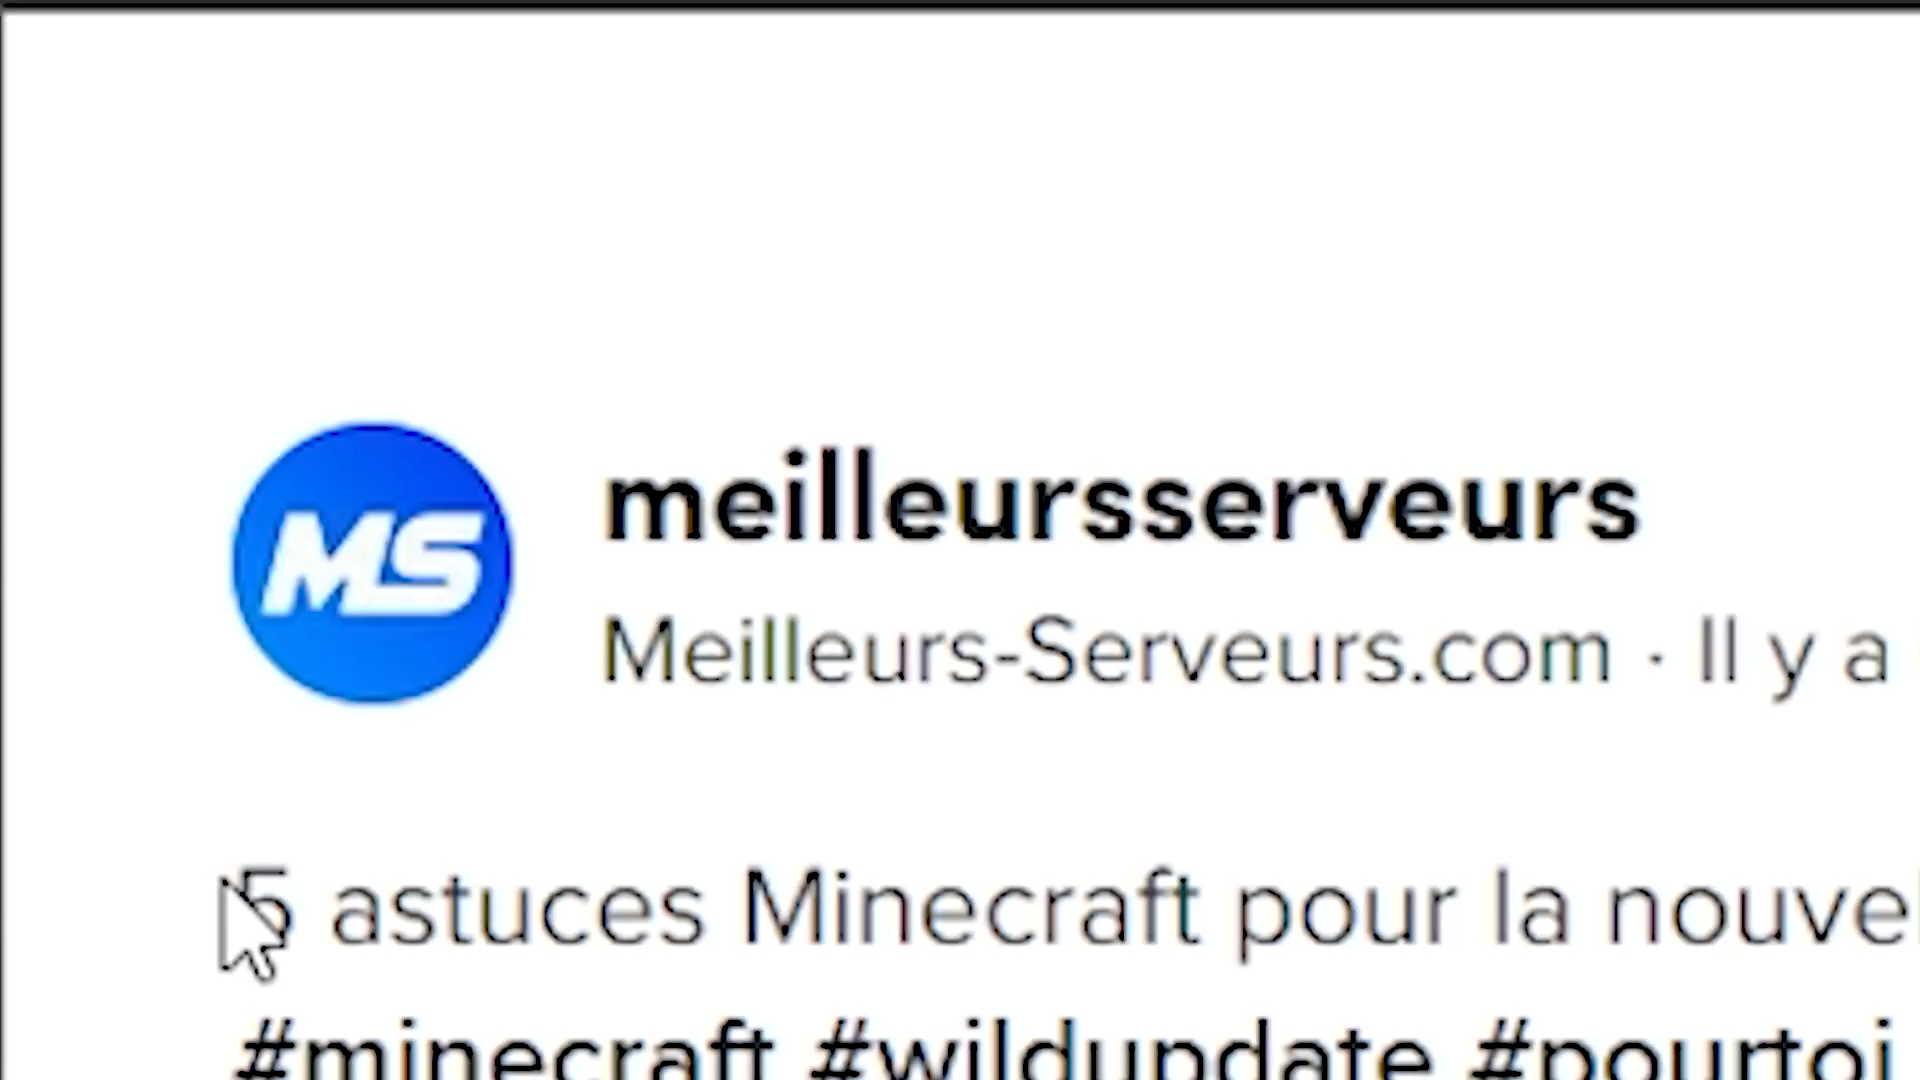 MS
meilleursserveurs
Meilleurs-Serveurs.com · Il y a
5 astuces Minecraft pour la nouvel
#minecraft #wildupdate #pourtoi